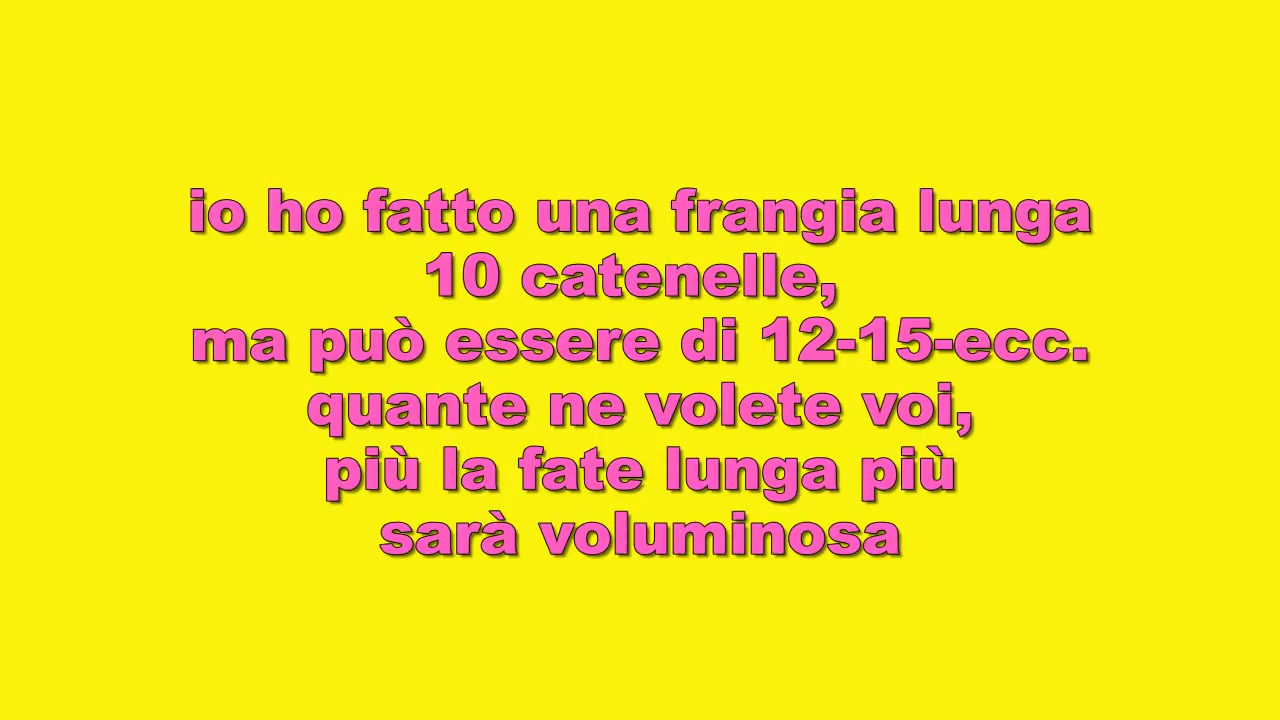 io ho fatto una frangia lunga
10 catenelle,
ma può essere di 12-15-ecc.
quante ne volete voi,
più la fate lunga più
sarà voluminosa